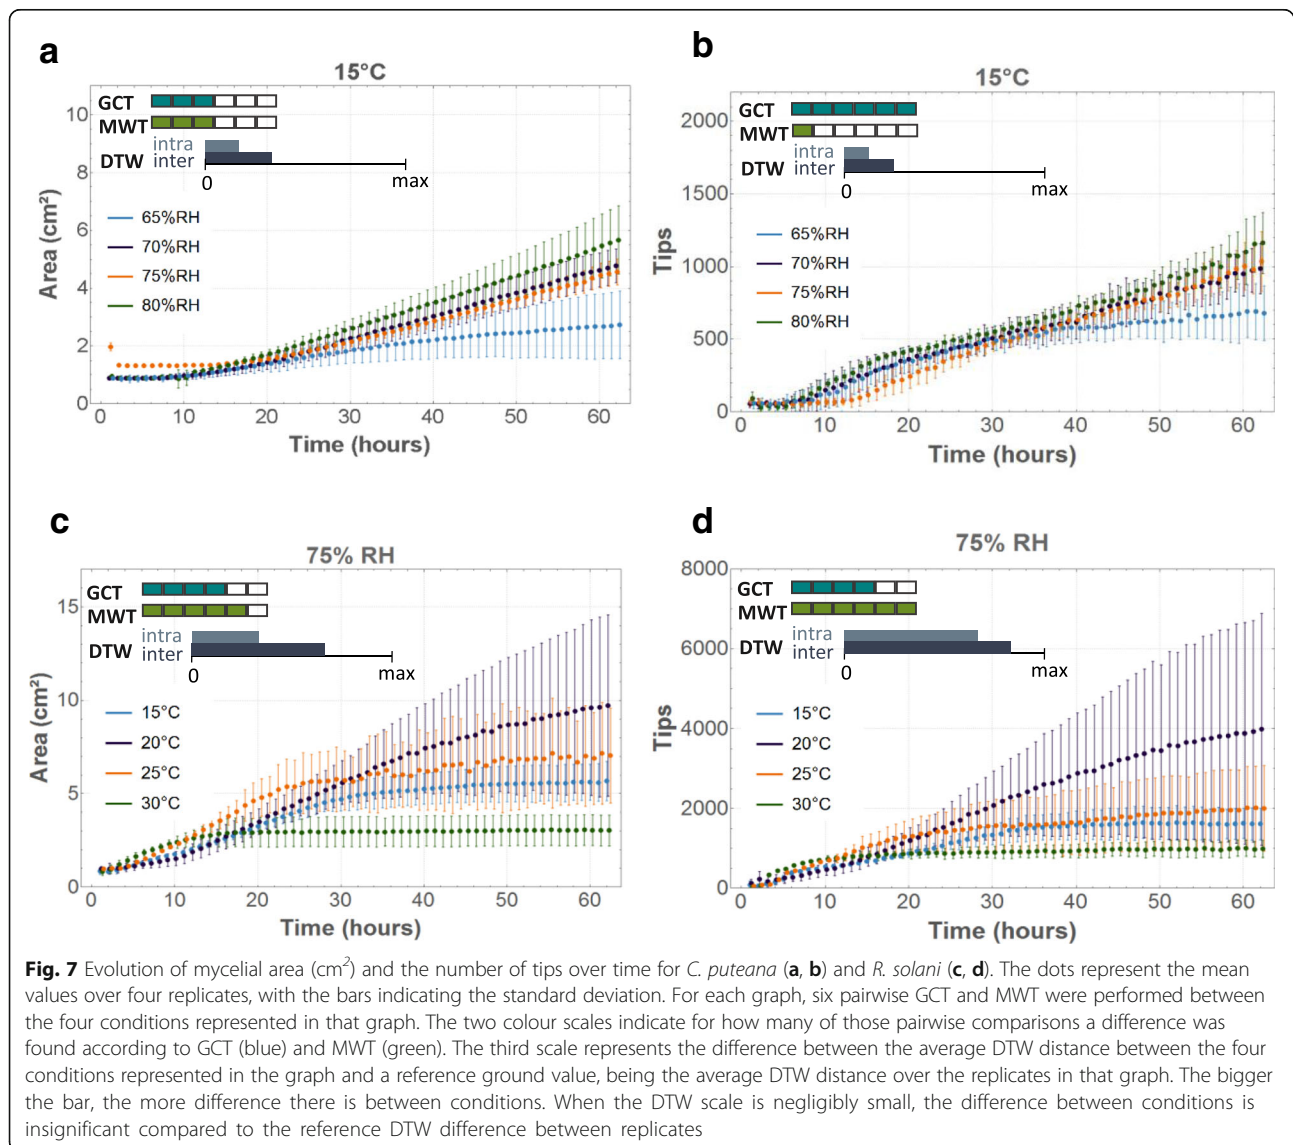 a
15°C
GCT
MWT
DTW
intra
inter
0
max
65%RH
70%RH
75%RH
80%RH
Area (cm²)
10
8
6
4
2
0
0 10 20 30 40 50 60
Time (hours)
b
15°C
GCT
MWT
DTW
intra
inter
0
max
65%RH
70%RH
75%RH
80%RH
Tips
2000
1500
1000
500
0
0 10 20 30 40 50 60
Time (hours)
c
75% RH
GCT
MWT
DTW
intra
inter
0
max
15°C
20°C
25°C
30°C
Area (cm²)
15
10
5
0
0 10 20 30 40 50 60
Time (hours)
d
75% RH
GCT
MWT
DTW
intra
inter
0
max
15°C
20°C
25°C
30°C
Tips
8000
6000
4000
2000
0
0 10 20 30 40 50 60
Time (hours)
Fig. 7 Evolution of mycelial area (cm²) and the number of tips over time for C. puteana (a, b) and R. solani (c, d). The dots represent the mean
values over four replicates, with the bars indicating the standard deviation. For each graph, six pairwise GCT and MWT were performed between
the four conditions represented in that graph. The two colour scales indicate for how many of those pairwise comparisons a difference was
found according to GCT (blue) and MWT (green). The third scale represents the difference between the average DTW distance between the four
conditions represented in the graph and a reference ground value, being the average DTW distance over the replicates in that graph. The bigger
the bar, the more difference there is between conditions. When the DTW scale is negligibly small, the difference between conditions is
insignificant compared to the reference DTW difference between replicates